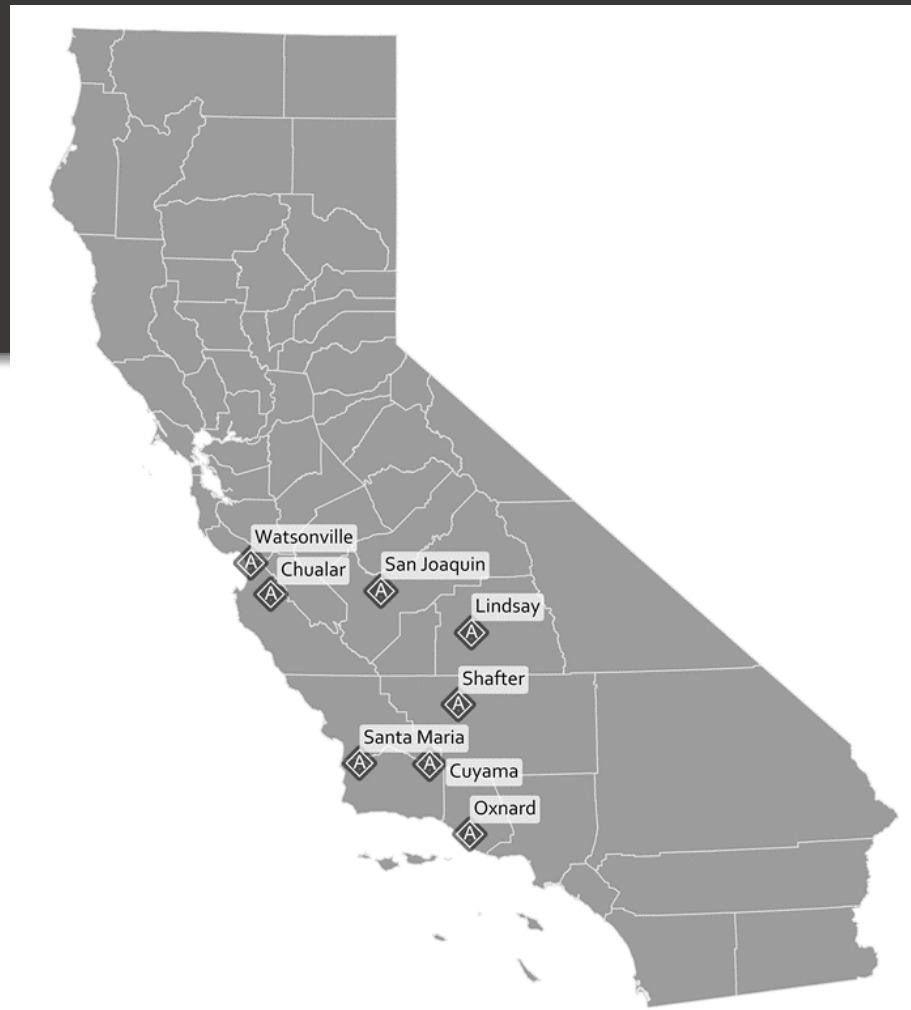 Watsonville
A
Chualar
A
San Joaquin
A
Lindsay
A
Shafter
A
Santa Maria
A
A
Cuyama
Oxnard
A